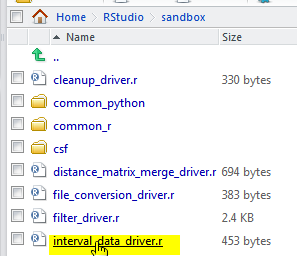 Home RStudio sandbox
Name Size
..
cleanup_driver.r 330 bytes
common_python
common_r
csf
distance_matrix_merge_driver.r 694 bytes
file_conversion_driver.r 383 bytes
filter_driver.r 2.4 KB
interval_data_driver.r 453 bytes